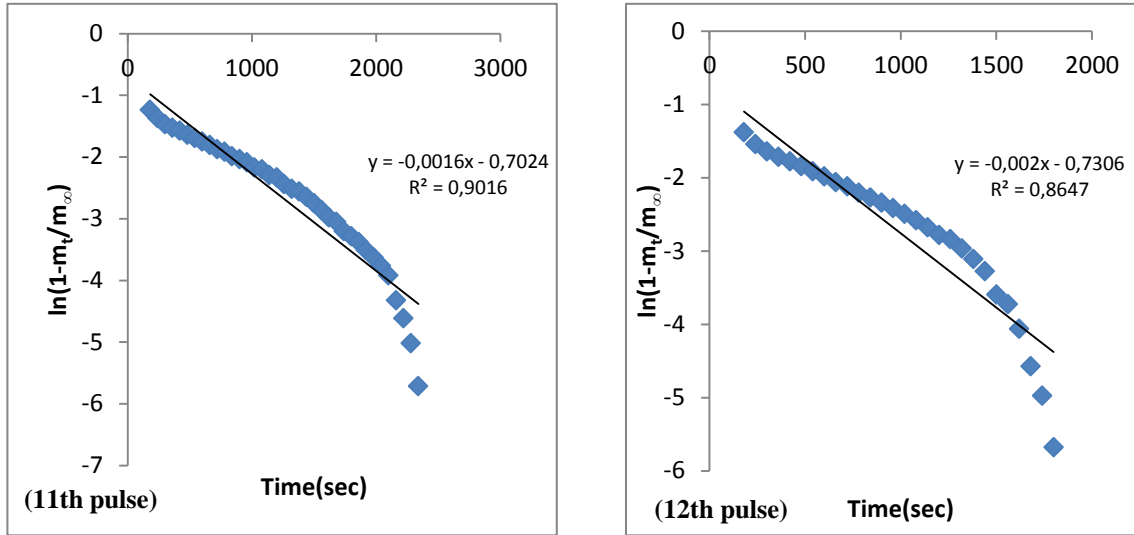 0
0 1000 2000 3000
-1
-2
-3
-4
-5
-6
-7
ln(1-mt/m∞)
y = -0,0016x - 0,7024
R² = 0,9016
Time(sec)
(11th pulse)
0
0 500 1000 1500 2000
-1
-2
-3
-4
-5
-6
ln(1-mt/m∞)
y = -0,002x - 0,7306
R² = 0,8647
(12th pulse)
Time(sec)